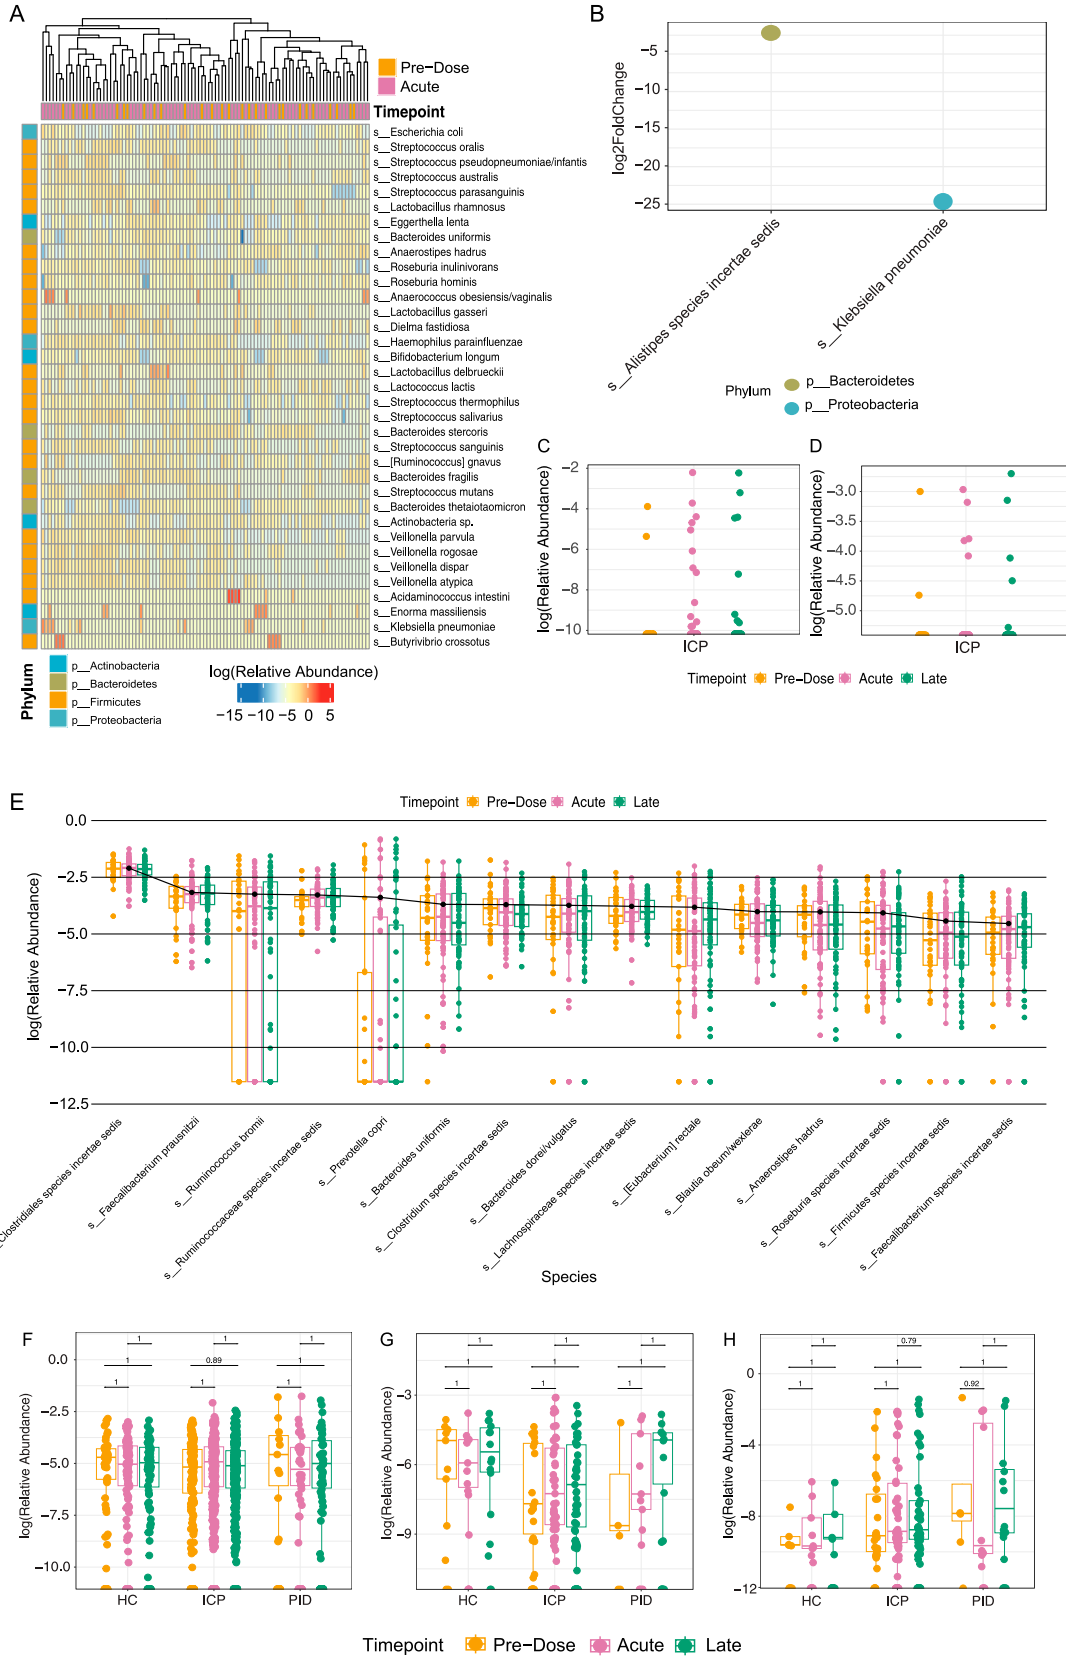 A
Pre-Dose
Acute
Timepoint
s__Escherichia coli
s__Streptococcus oralis
s__Streptococcus pseudopneumoniae/infantis
s__Streptococcus australis
s__Streptococcus parasanguinis
s__Lactobacillus rhamnosus
s__Eggerthella lenta
s__Bacteroides uniformis
s__Anaerostipes hadrus
s__Roseburia inulinivorans
s__Roseburia hominis
s__Anaerococcus obesiensis/vaginalis
s__Lactobacillus gasseri
s__Dielma fastidiosa
s__Haemophilus parainfluenzae
s__Bifidobacterium longum
s__Lactobacillus delbrueckii
s__Lactococcus lactis
s__Streptococcus thermophilus
s__Streptococcus salivarius
s__Bacteroides stercoris
s__Streptococcus sanguinis
s__[Ruminococcus] gnavus
s__Bacteroides fragilis
s__Streptococcus mutans
s__Bacteroides thetaiotaomicron
s__Actinobacteria sp.
s__Veillonella parvula
s__Veillonella rogosae
s__Veillonella dispar
s__Veillonella atypica
s__Acidaminococcus intestini
s__Enorma massiliensis
s__Klebsiella pneumoniae
s__Butyrivibrio crossotus
Phylum
p__Actinobacteria
p__Bacteroidetes
p__Firmicutes
p__Proteobacteria
log(Relative Abundance)
−15 −10 −5 0 5
B
log2FoldChange
−5
−10
−15
−20
−25
s__Alistipes species incertae sedis
s__Klebsiella pneumoniae
Phylum
p__Bacteroidetes
p__Proteobacteria
C
log(Relative Abundance)
−2
−4
−6
−8
−10
ICP
D
log(Relative Abundance)
−3.0
−3.5
−4.0
−4.5
−5.0
ICP
Timepoint Pre−Dose Acute Late
E
Timepoint Pre−Dose Acute Late
log(Relative Abundance)
0.0
−2.5
−5.0
−7.5
−10.0
−12.5
_Clostridiales species incertae sedis
s__Faecalibacterium prausnitzii
s__Ruminococcus bromii
s__Ruminococcaceae species incertae sedis
s__Prevotella copri
s__Bacteroides uniformis
s__Clostridium species incertae sedis
s__Bacteroides dorei/vulgatus
s__Lachnospiraceae species incertae sedis
s__[Eubacterium] rectale
s__Blautia obeum/wexlerae
s__Anaerostipes hadrus
s__Roseburia species incertae sedis
s__Firmicutes species incertae sedis
s__Faecalibacterium species incertae sedis
Species
F
log(Relative Abundance)
0.0
−2.5
−5.0
−7.5
−10.0
1 1 1
1 0.89 1
1 1 1
HC ICP PID
G
log(Relative Abundance)
−3
−6
−9
1 1 1
1 1 1
1 1 1
HC ICP PID
H
log(Relative Abundance)
0
−4
−8
−12
1 0.79 1
1 1 1
1 1 0.92
HC ICP PID
Timepoint Pre−Dose Acute Late